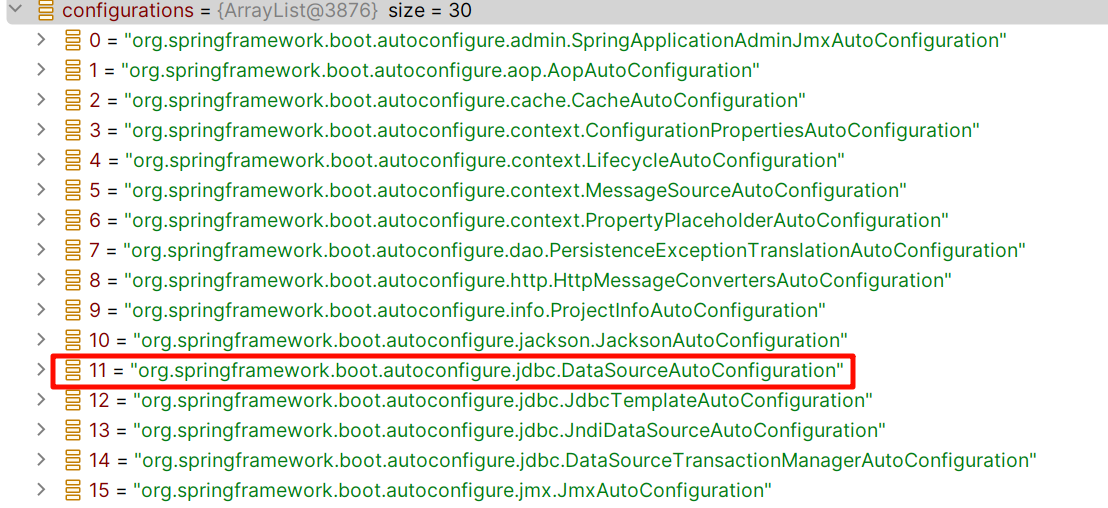 configurations = {ArrayList@3876} size = 30
0 = "org.springframework.boot.autoconfigure.admin.SpringApplicationAdminJmxAutoConfiguration"
1 = "org.springframework.boot.autoconfigure.aop.AopAutoConfiguration"
2 = "org.springframework.boot.autoconfigure.cache.CacheAutoConfiguration"
3 = "org.springframework.boot.autoconfigure.context.ConfigurationPropertiesAutoConfiguration"
4 = "org.springframework.boot.autoconfigure.context.LifecycleAutoConfiguration"
5 = "org.springframework.boot.autoconfigure.context.MessageSourceAutoConfiguration"
6 = "org.springframework.boot.autoconfigure.context.PropertyPlaceholderAutoConfiguration"
7 = "org.springframework.boot.autoconfigure.dao.PersistenceExceptionTranslationAutoConfiguration"
8 = "org.springframework.boot.autoconfigure.http.HttpMessageConvertersAutoConfiguration"
9 = "org.springframework.boot.autoconfigure.info.ProjectInfoAutoConfiguration"
10 = "org.springframework.boot.autoconfigure.jackson.JacksonAutoConfiguration"
11 = "org.springframework.boot.autoconfigure.jdbc.DataSourceAutoConfiguration"
12 = "org.springframework.boot.autoconfigure.jdbc.JdbcTemplateAutoConfiguration"
13 = "org.springframework.boot.autoconfigure.jdbc.JndiDataSourceAutoConfiguration"
14 = "org.springframework.boot.autoconfigure.jdbc.DataSourceTransactionManagerAutoConfiguration"
15 = "org.springframework.boot.autoconfigure.jmx.JmxAutoConfiguration"